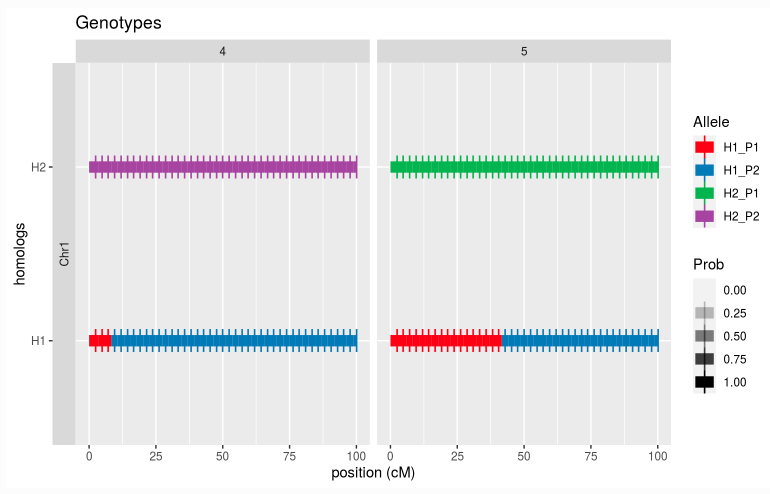 Genotypes
4
5
homologs
Chr1
H2
H1
0 25 50 75 100
0 25 50 75 100
position (cM)
Allele
H1_P1
H1_P2
H2_P1
H2_P2
Prob
0.00
0.25
0.50
0.75
1.00